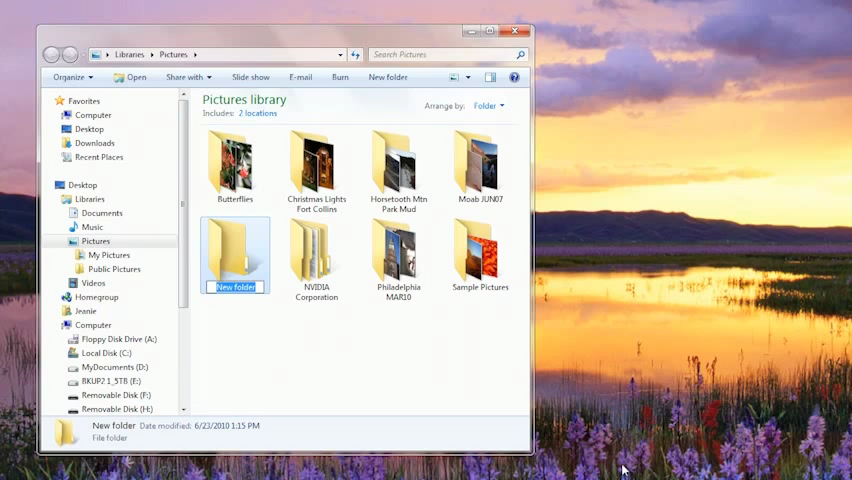 Libraries
Pictures
Search Pictures
Organize
Open
Share with
Slide show
E-mail
Burn
New folder
Favorites
Computer
Desktop
Downloads
Recent Places
Desktop
Libraries
Documents
Music
Pictures
My Pictures
Public Pictures
Videos
Homegroup
Jeanie
Computer
Floppy Disk Drive (A:)
Local Disk (C:)
MyDocuments (D:)
BKUP2 1_5TB (E:)
Removable Disk (F:)
Removable Disk (H:)
Pictures library
Includes: 2 locations
Arrange by: Folder
Butterflies
Christmas Lights
Fort Collins
Horsetooth Mtn
Park Mud
Moab JUN07
New folder
NVIDIA
Corporation
Philadelphia
MAR10
Sample Pictures
New folder Date modified: 6/23/2010 1:15 PM
File folder